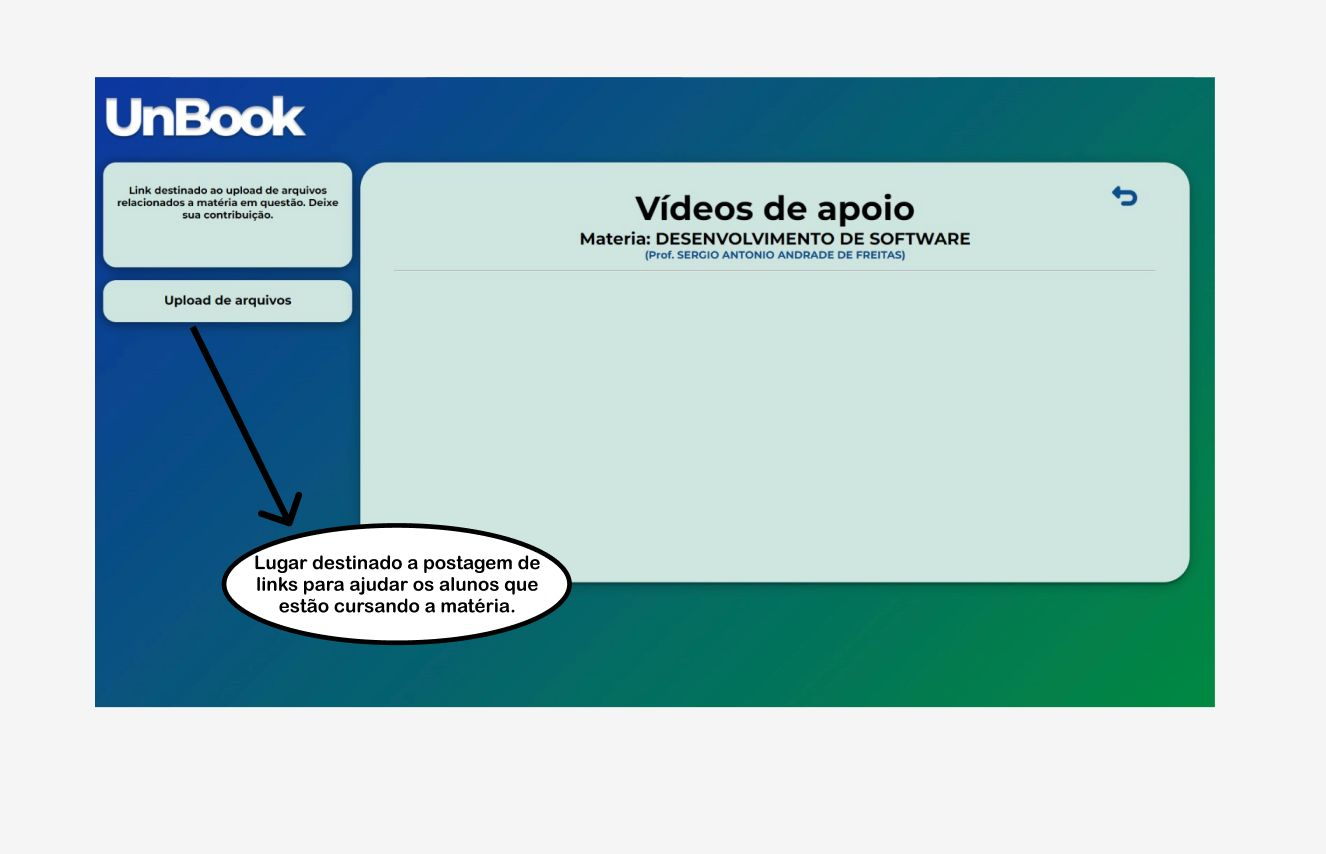 UnBook
Link destinado ao upload de arquivos
relacionados a matéria em questão. Deixe
sua contribuição.
Upload de arquivos
Vídeos de apoio
Materia: DESENVOLVIMENTO DE SOFTWARE
(Prof. SERGIO ANTONIO ANDRADE DE FREITAS)
Lugar destinado a postagem de
links para ajudar os alunos que
estão cursando a matéria.